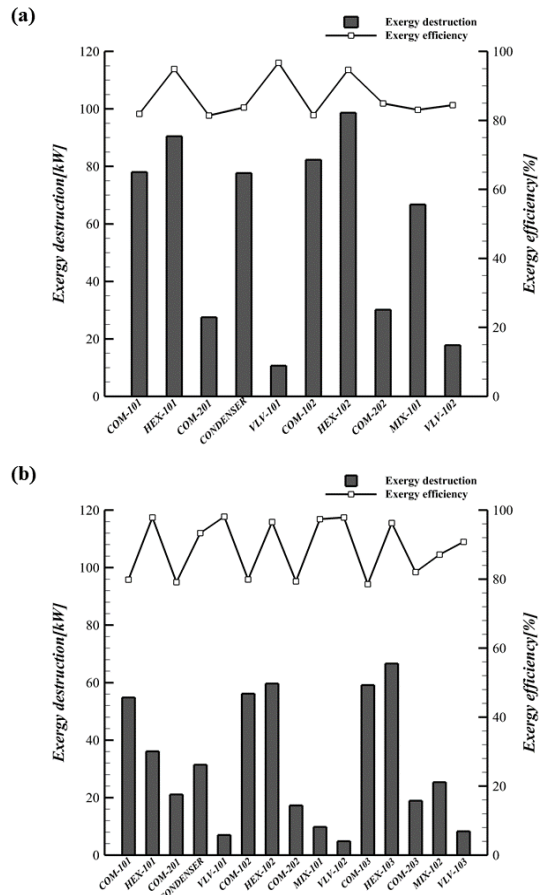 (a)
Exergy destruction
Exergy efficiency
120
100
80
60
40
20
0
Exergy destruction[kW]
100
80
60
40
20
0
Exergy efficiency[%]
COM-101
HEX-101
COM-201
CONDENSER
VLV-101
COM-102
HEX-102
COM-202
MIX-101
VLV-102
(b)
Exergy destruction
Exergy efficiency
120
100
80
60
40
20
0
Exergy destruction[kW]
100
80
60
40
20
0
Exergy efficiency[%]
COM-101
HEX-101
COM-201
CONDENSER
VLV-101
COM-102
HEX-102
COM-202
MIX-101
VLV-102
COM-103
HEX-103
COM-203
MIX-102
VLV-103